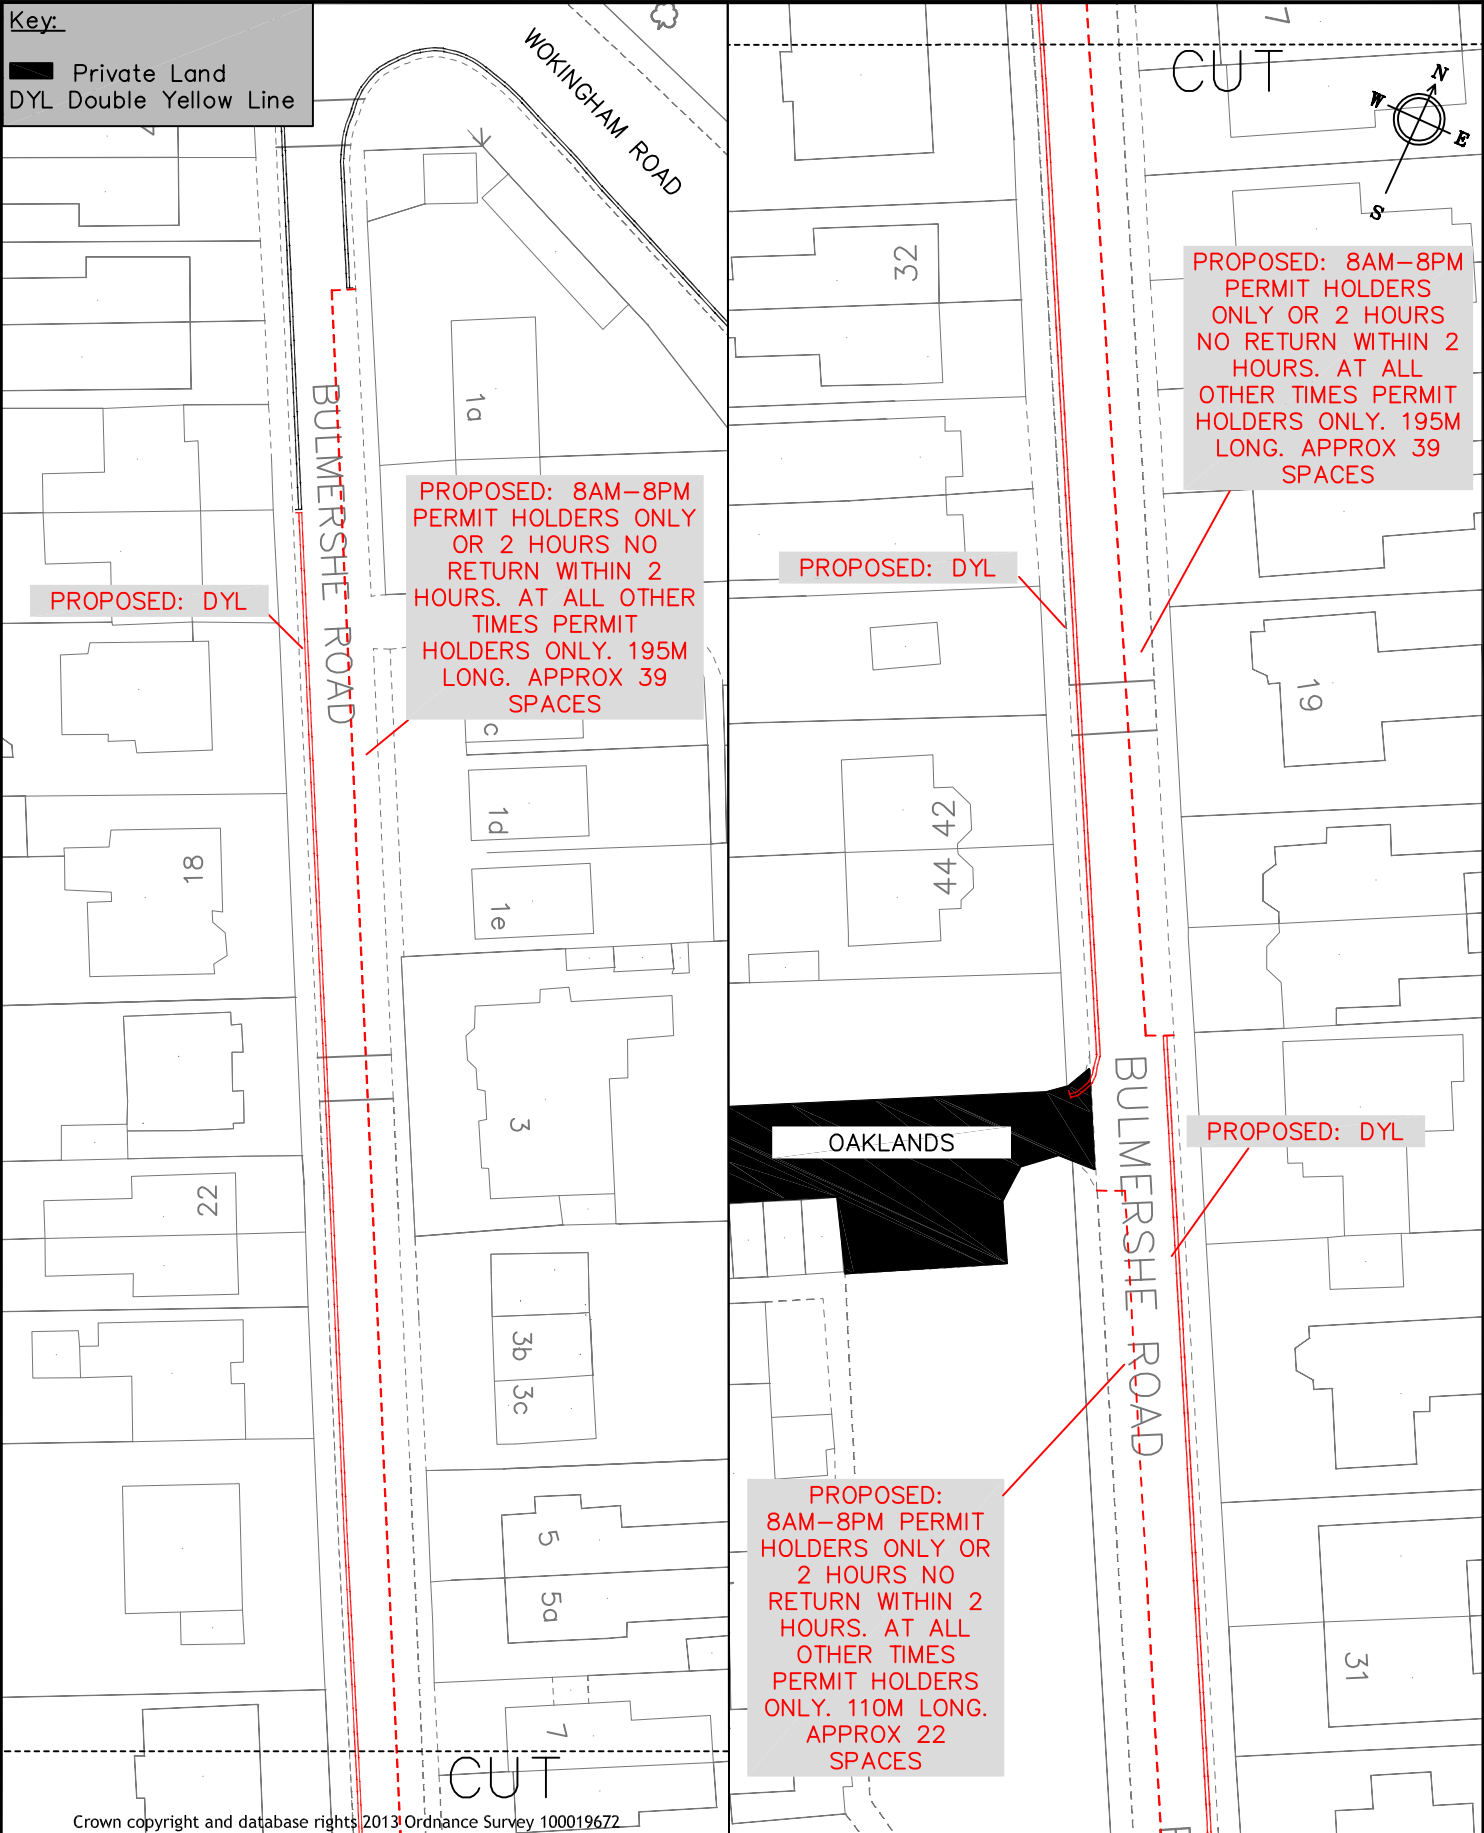 Key:
Private Land
DYL Double Yellow Line
WOKINGHAM ROAD
1a
BULMERSHE ROAD
PROPOSED: 8AM-8PM
PERMIT HOLDERS ONLY
OR 2 HOURS NO
RETURN WITHIN 2
HOURS. AT ALL OTHER
TIMES PERMIT
HOLDERS ONLY. 195M
LONG. APPROX 39
SPACES
PROPOSED: DYL
c
1d
18
1e
3
22
3b
3c
5
5a
7
CUT
Crown copyright and database rights 2013 Ordnance Survey 100019672
7
CUT
N
W
E
S
32
PROPOSED: 8AM-8PM
PERMIT HOLDERS
ONLY OR 2 HOURS
NO RETURN WITHIN 2
HOURS. AT ALL
OTHER TIMES PERMIT
HOLDERS ONLY. 195M
LONG. APPROX 39
SPACES
PROPOSED: DYL
19
42
44
OAKLANDS
BULMERSHE ROAD
PROPOSED: DYL
PROPOSED:
8AM-8PM PERMIT
HOLDERS ONLY OR
2 HOURS NO
RETURN WITHIN 2
HOURS. AT ALL
OTHER TIMES
PERMIT HOLDERS
ONLY. 110M LONG.
APPROX 22
SPACES
31